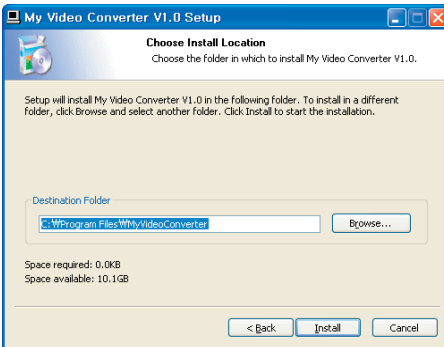 My Video Converter V1.0 Setup
Choose Install Location
Choose the folder in which to install My Video Converter V1.0.
Setup will install My Video Converter V1.0 in the following folder. To install in a different
folder, click Browse and select another folder. Click Install to start the installation.
Destination Folder
C:₩Program Files₩MyVideoConverter
Browse...
Space required: 0.0KB
Space available: 10.1GB
< Back
Install
Cancel